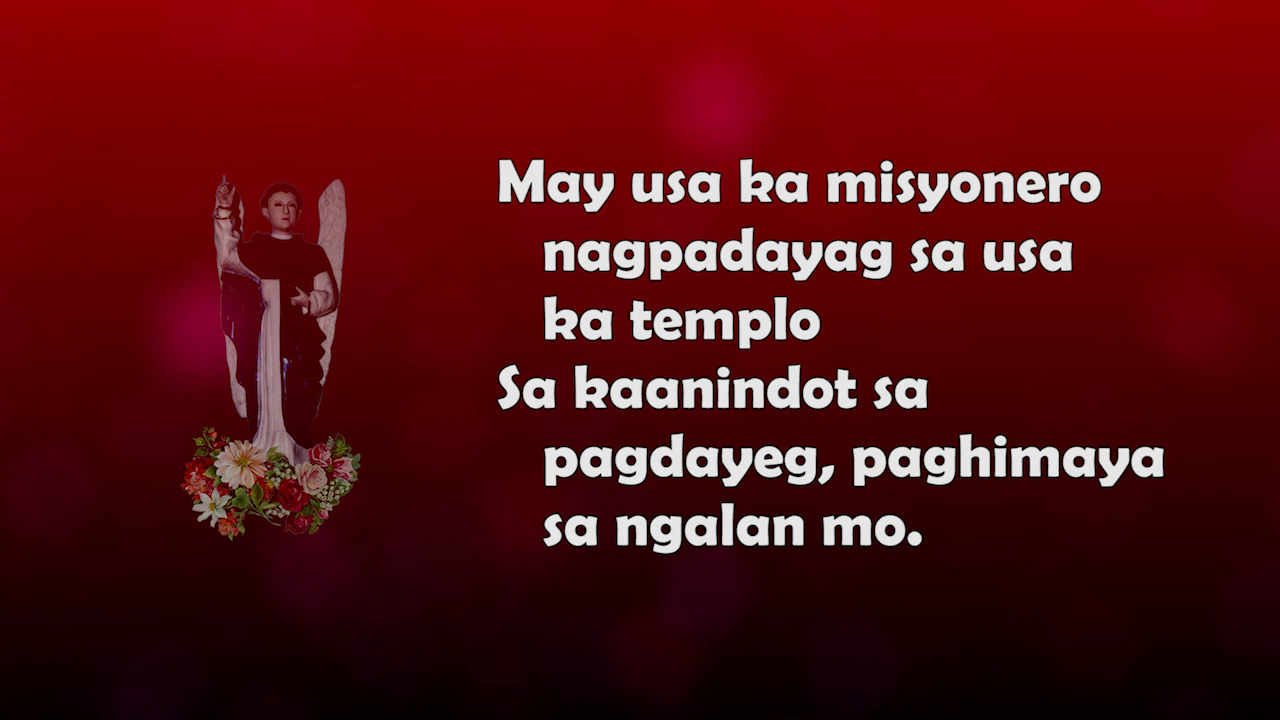 May usa ka misyonero
nagpadayag sa usa
ka templo
Sa kaanindot sa
pagdayeg, paghimaya
sa ngalan mo.